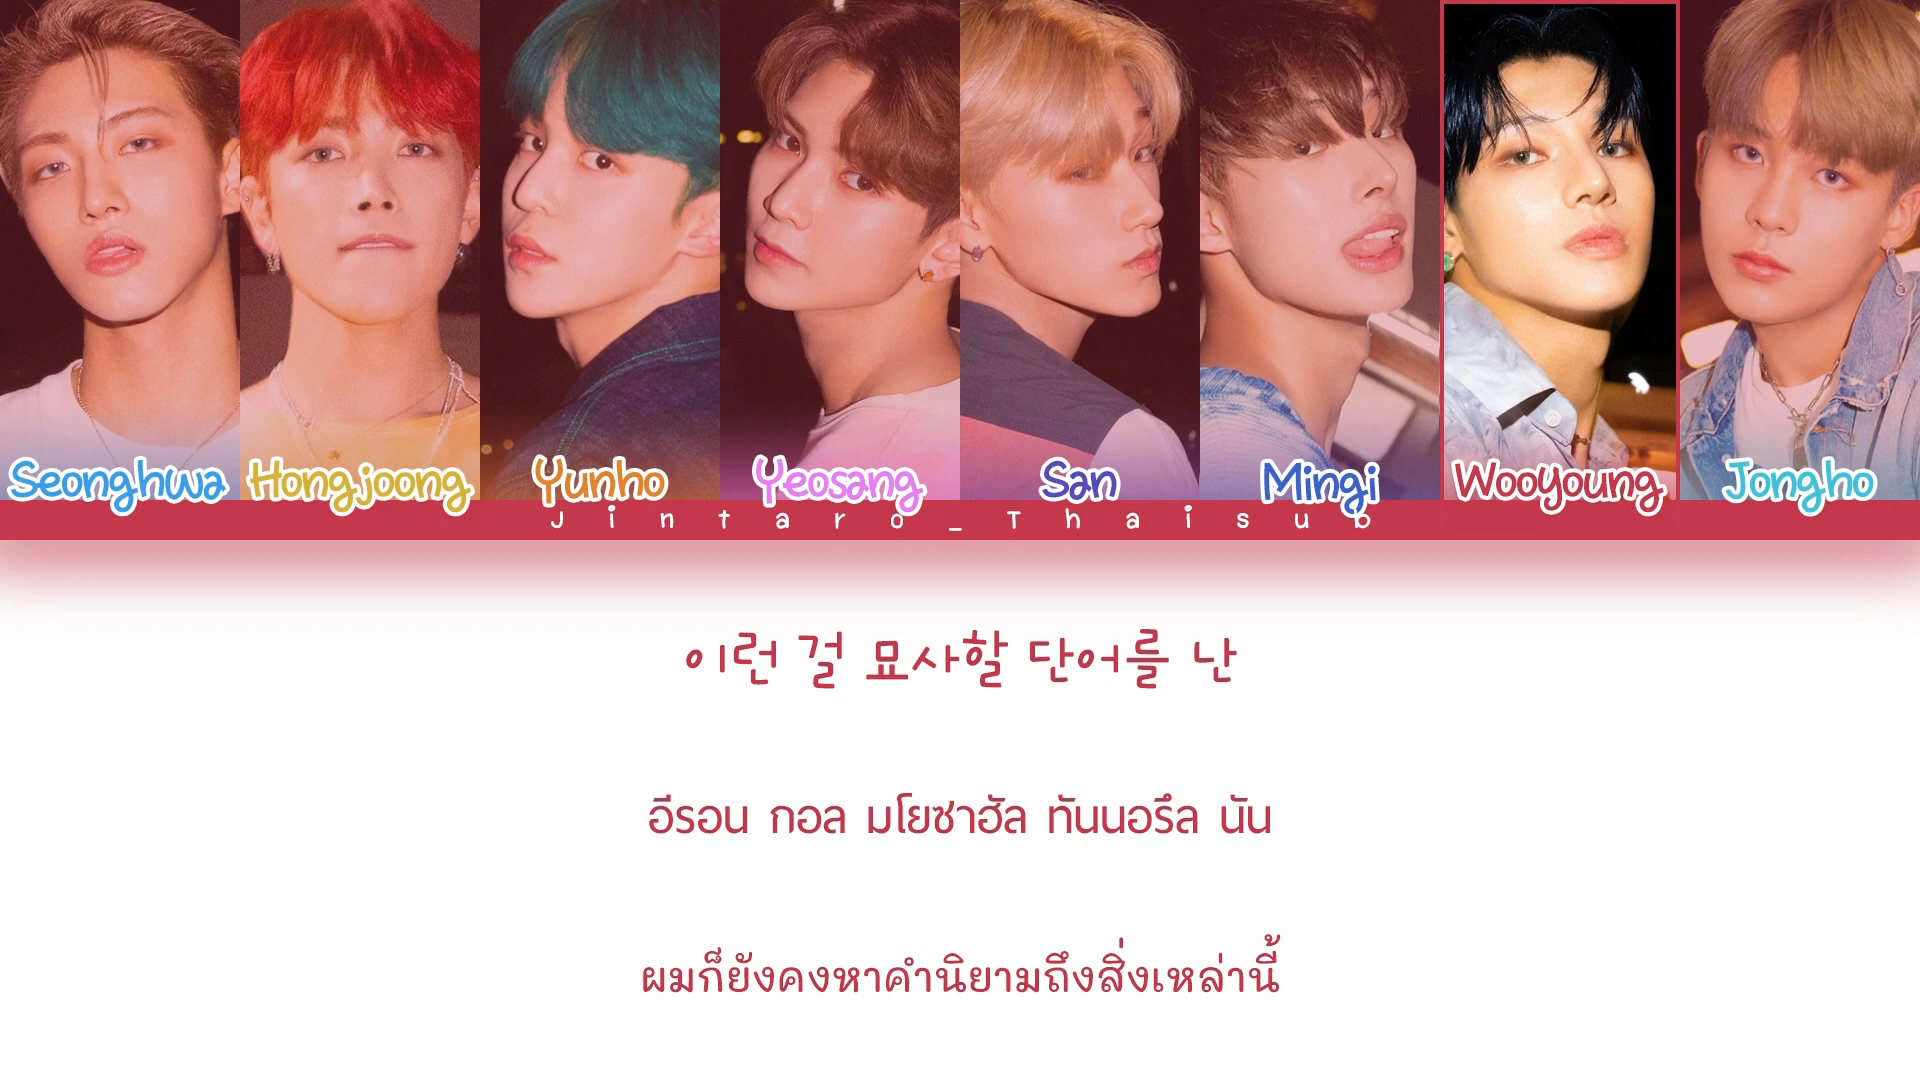 Seonghwa Hongjoong Yunho Yeosang San Mingi Wooyoung Jongho
Jintaro_Thaisub
이런 걸 묘사할 단어를 난
อีรอน กอล มโยซาฮัล ทันนอรึล นัน
ผมก็ยังคงหาคำนิยามถึงสิ่งเหล่านี้